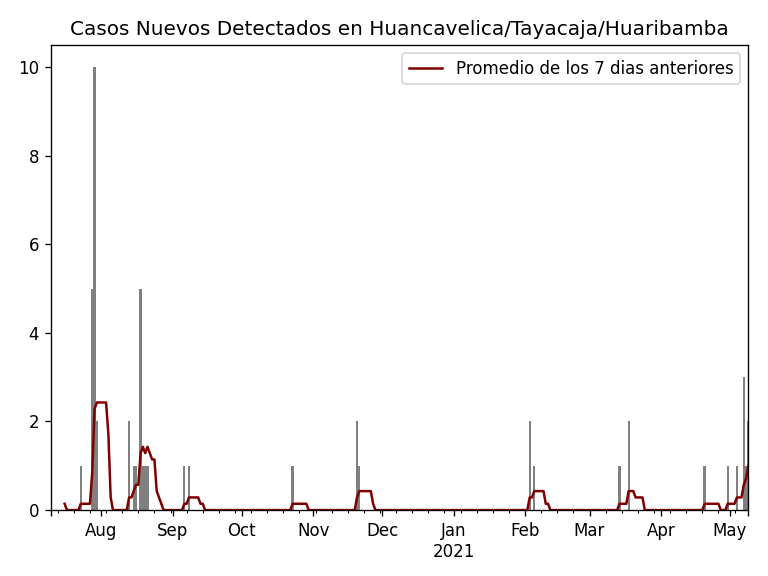 Casos Nuevos Detectados en Huancavelica/Tayacaja/Huaribamba
Promedio de los 7 dias anteriores
10
8
6
4
2
0
Aug Sep Oct Nov Dec Jan Feb Mar Apr May
2021